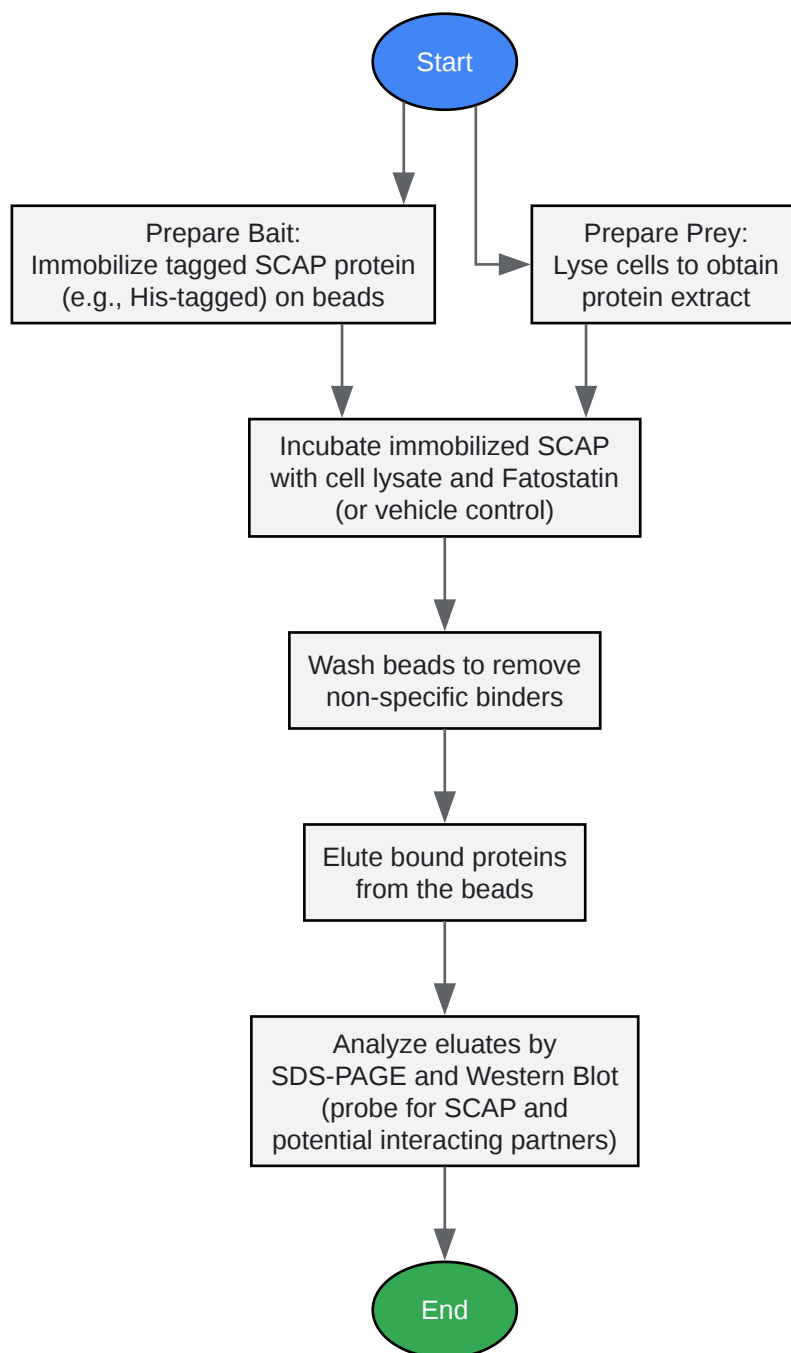 Start
Prepare Bait:
Immobilize tagged SCAP protein
(e.g., His-tagged) on beads
Prepare Prey:
Lyse cells to obtain
protein extract
Incubate immobilized SCAP
with cell lysate and Fatostatin
(or vehicle control)
Wash beads to remove
non-specific binders
Elute bound proteins
from the beads
Analyze eluates by
SDS-PAGE and Western Blot
(probe for SCAP and
potential interacting partners)
End